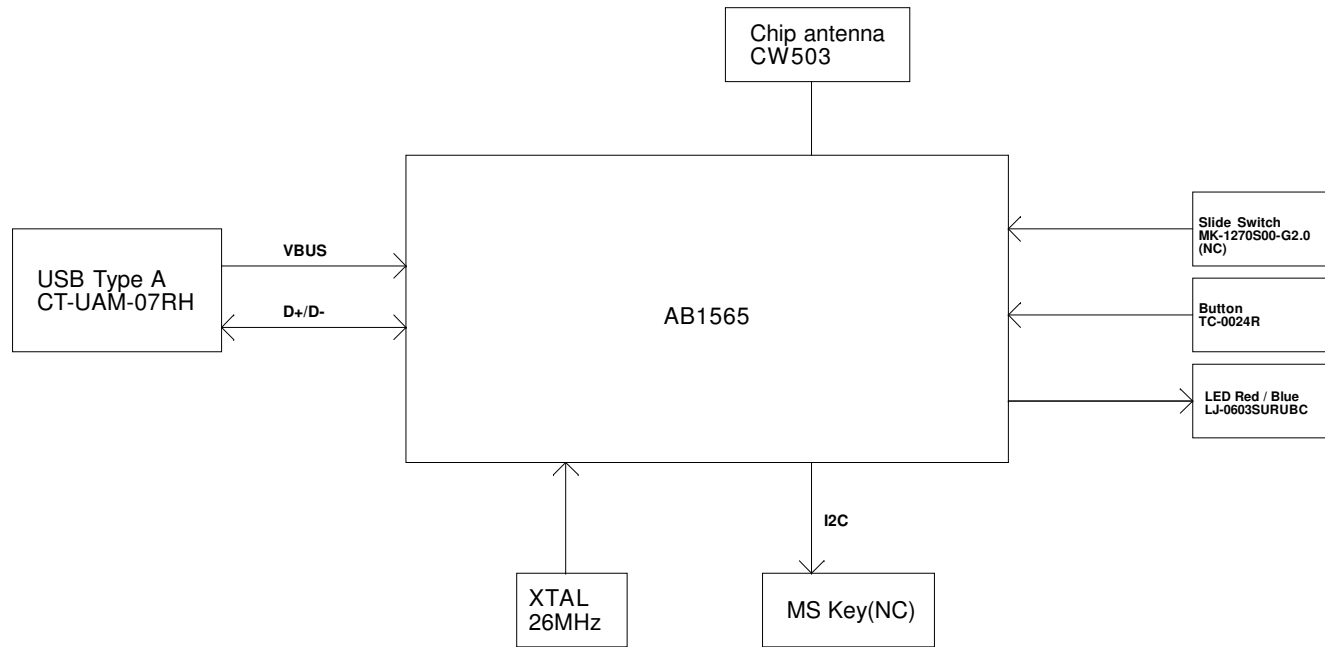 Chip antenna
CW503
Slide Switch
MK-1270S00-G2.0
(NC)
VBUS
USB Type A
CT-UAM-07RH
D+/D-
AB1565
Button
TC-0024R
LED Red / Blue
LJ-0603SURUBC
I2C
XTAL
26MHz
MS Key(NC)